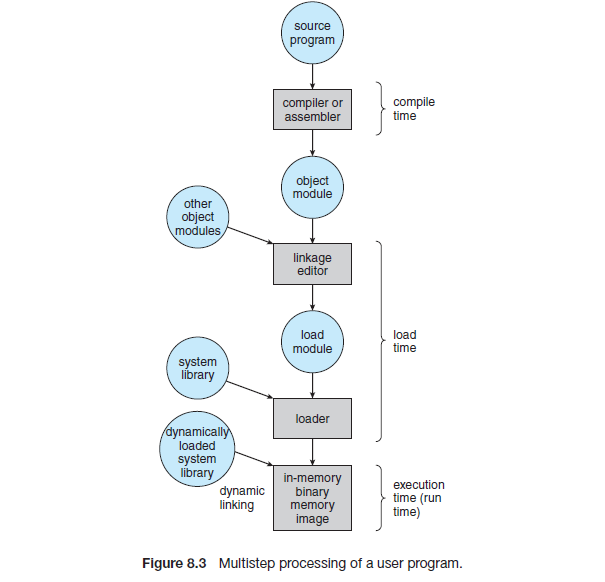 source
program
compiler or
assembler
compile
time
object
module
other
object
modules
linkage
editor
load
module
load
time
system
library
loader
dynamically
loaded
system
library
dynamic
linking
in-memory
binary
memory
image
execution
time (run
time)
Figure 8.3 Multistep processing of a user program.